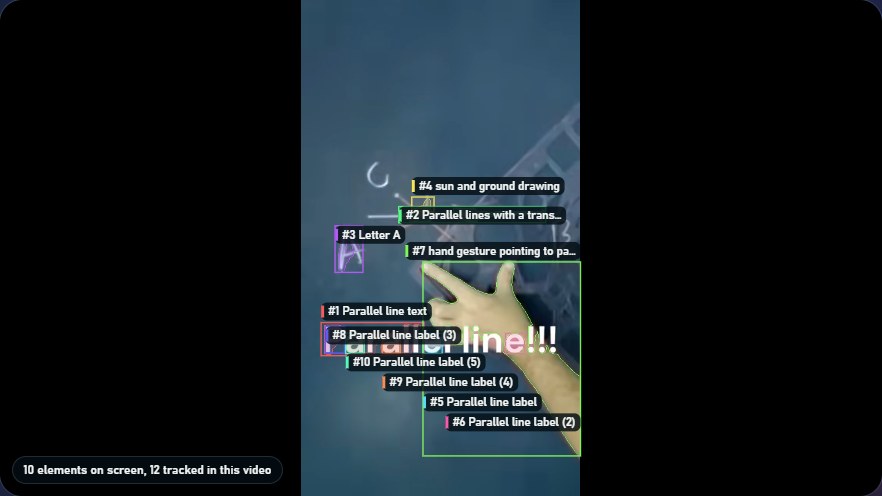 #4 sun and ground drawing
#2 Parallel lines with a trans...
#3 Letter A
A
#7 hand gesture pointing to pa...
#1 Parallel line text
#8 Parallel line label (3)
line!!!
#10 Parallel line label (5)
#9 Parallel line label (4)
#5 Parallel line label
#6 Parallel line label (2)
10 elements on screen, 12 tracked in this video